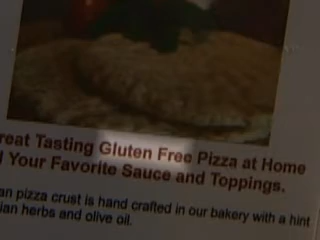 reat Tasting Gluten Free Pizza at Home
Your Favorite Sauce and Toppings.
an pizza crust is hand crafted in our bakery with a hint
ian herbs and olive oil.